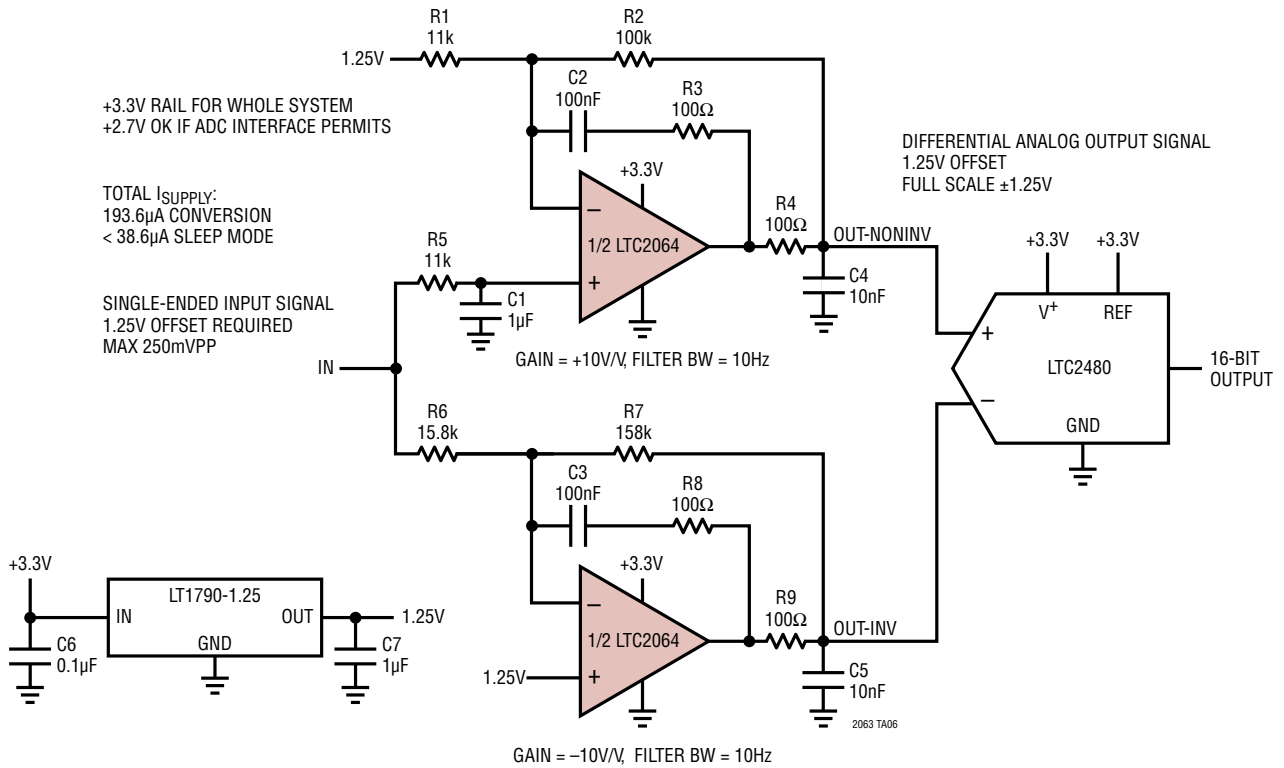 R1
11k
R2
100k
1.25V
C2
100nF
R3
100Ω
+3.3V RAIL FOR WHOLE SYSTEM
+2.7V OK IF ADC INTERFACE PERMITS
DIFFERENTIAL ANALOG OUTPUT SIGNAL
1.25V OFFSET
FULL SCALE ±1.25V
+3.3V
TOTAL ISUPPLY:
193.6µA CONVERSION
< 38.6µA SLEEP MODE
–
1/2 LTC2064
+
R4
100Ω
OUT-NONINV
R5
11k
C1
1µF
C4
10nF
+3.3V
+3.3V
V+
REF
SINGLE-ENDED INPUT SIGNAL
1.25V OFFSET REQUIRED
MAX 250mVPP
GAIN = +10V/V, FILTER BW = 10Hz
IN
+
–
LTC2480
GND
16-BIT
OUTPUT
R6
15.8k
R7
158k
C3
100nF
R8
100Ω
+3.3V
–
1/2 LTC2064
+
1.25V
R9
100Ω
OUT-INV
C5
10nF
+3.3V
LT1790-1.25
IN
OUT
GND
1.25V
C6
0.1µF
C7
1µF
2063 TA06
GAIN = –10V/V, FILTER BW = 10Hz